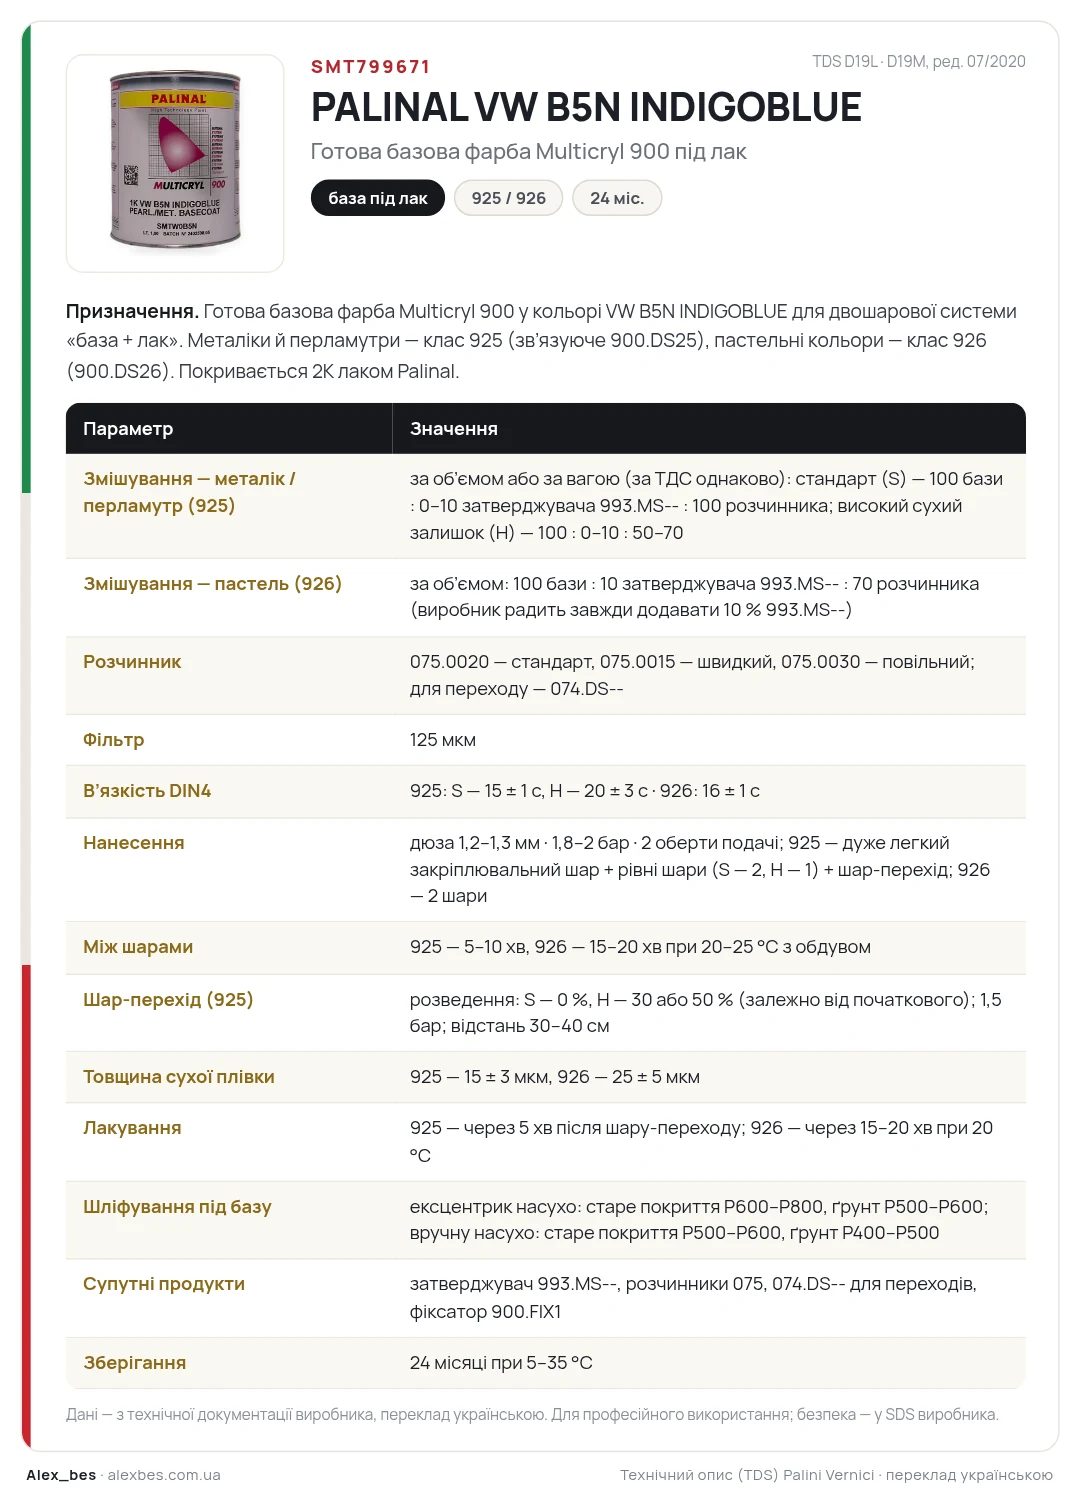 SMT799671
TDS D19L · D19M, ред. 07/2020
PALINAL VW B5N INDIGOBLUE
Готова базова фарба Multicryl 900 під лак
база під лак
925 / 926
24 міс.
PALINAL
High Technology Paint
MULTICRYL 900
1K VW B5N INDIGOBLUE
PEARL./MET. BASECOAT
SMTW0B5N
Призначення. Готова базова фарба Multicryl 900 у кольорі VW B5N INDIGOBLUE для двошарової системи
«база + лак». Металіки й перламутри — клас 925 (зв’язуюче 900.DS25), пастельні кольори — клас 926
(900.DS26). Покривається 2K лаком Palinal.
Параметр
Значення
Змішування — металік /
перламутр (925)
за об’ємом або за вагою (за ТДС однаково): стандарт (S) — 100 бази
: 0–10 затверджувача 993.MS-- : 100 розчинника; високий сухий
залишок (H) — 100 : 0–10 : 50–70
Змішування — пастель (926)
за об’ємом: 100 бази : 10 затверджувача 993.MS-- : 70 розчинника
(виробник радить завжди додавати 10 % 993.MS--)
Розчинник
075.0020 — стандарт, 075.0015 — швидкий, 075.0030 — повільний;
для переходу — 074.DS--
Фільтр
125 мкм
В’язкість DIN4
925: S — 15 ± 1 с, H — 20 ± 3 с · 926: 16 ± 1 с
Нанесення
дюза 1,2–1,3 мм · 1,8–2 бар · 2 оберти подачі; 925 — дуже легкий
закріплювальний шар + рівні шари (S — 2, H — 1) + шар-перехід; 926
— 2 шари
Між шарами
925 — 5–10 хв, 926 — 15–20 хв при 20–25 °C з обдувом
Шар-перехід (925)
розведення: S — 0 %, H — 30 або 50 % (залежно від початкового); 1,5
бар; відстань 30–40 см
Товщина сухої плівки
925 — 15 ± 3 мкм, 926 — 25 ± 5 мкм
Лакування
925 — через 5 хв після шару-переходу; 926 — через 15–20 хв при 20
°C
Шліфування під базу
ексцентрик насухо: старе покриття P600–P800, ґрунт P500–P600;
вручну насухо: старе покриття P500–P600, ґрунт P400–P500
Супутні продукти
затверджувач 993.MS--, розчинники 075, 074.DS-- для переходів,
фіксатор 900.FIX1
Зберігання
24 місяці при 5–35 °C
Дані — з технічної документації виробника, переклад українською. Для професійного використання; безпека — у SDS виробника.
Alex_bes · alexbes.com.ua
Технічний опис (TDS) Palini Vernici · переклад українською